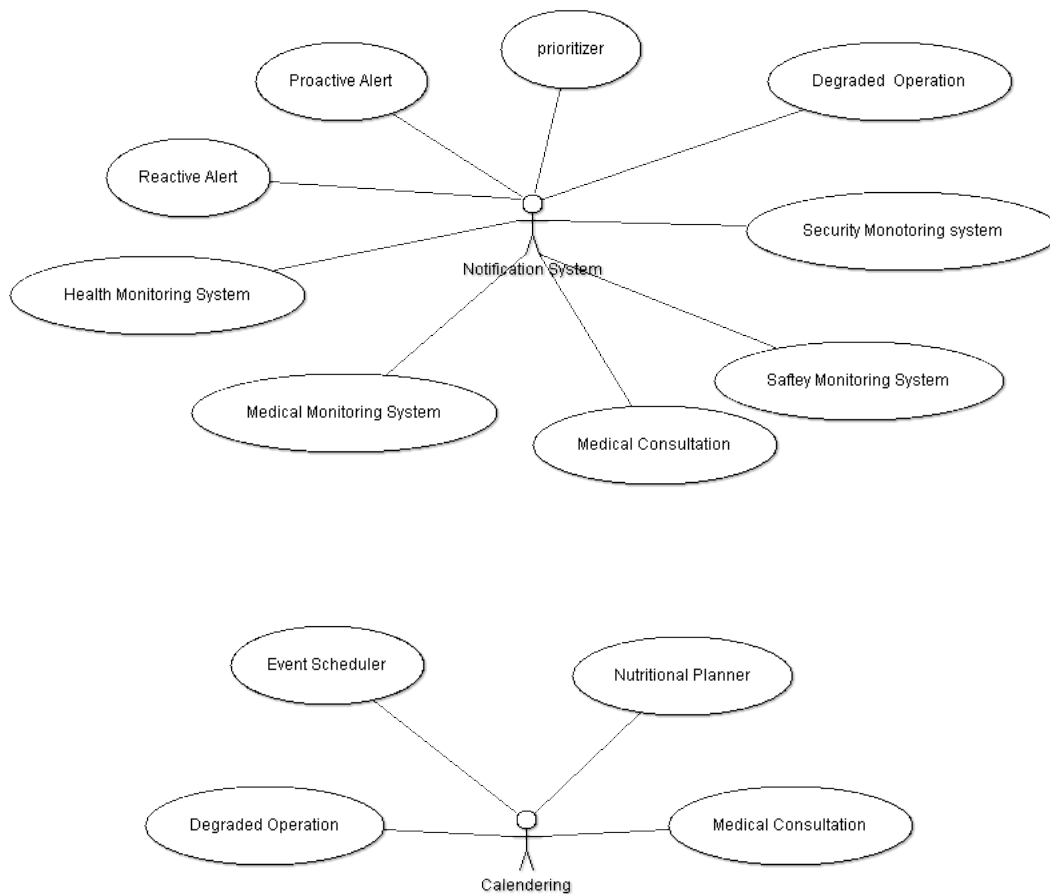 prioritizer
Proactive Alert
Degraded Operation
Reactive Alert
Security Monotoring system
Notification System
Health Monitoring System
Saftey Monitoring System
Medical Monitoring System
Medical Consultation
Event Scheduler
Nutritional Planner
Degraded Operation
Medical Consultation
Calendering